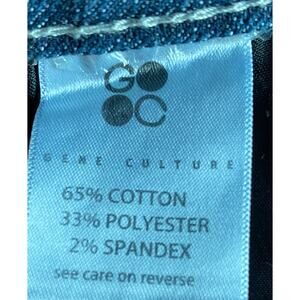 GO
OC
GENE CULTURE
65% COTTON
33% POLYESTER
2% SPANDEX
see care on reverse